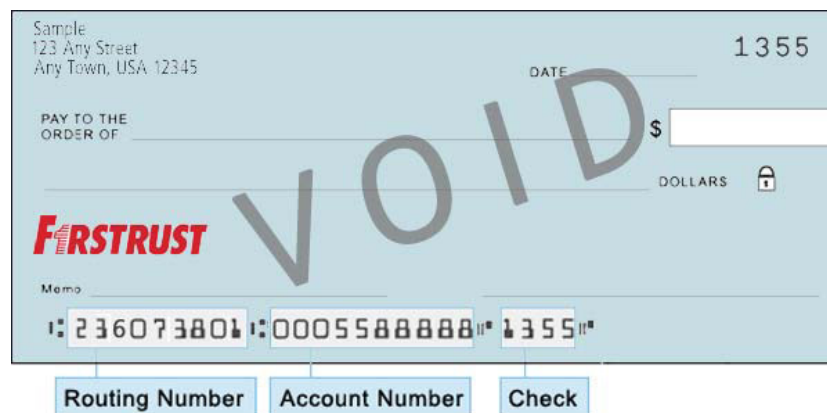 Sample
123 Any Street
Any Town, USA 12345
1355
DATE
PAY TO THE
ORDER OF
$
DOLLARS
VOID
F1RSTRUST
Memo
⑆236073801⑆0005588888⑈1355⑈
Routing Number Account Number Check